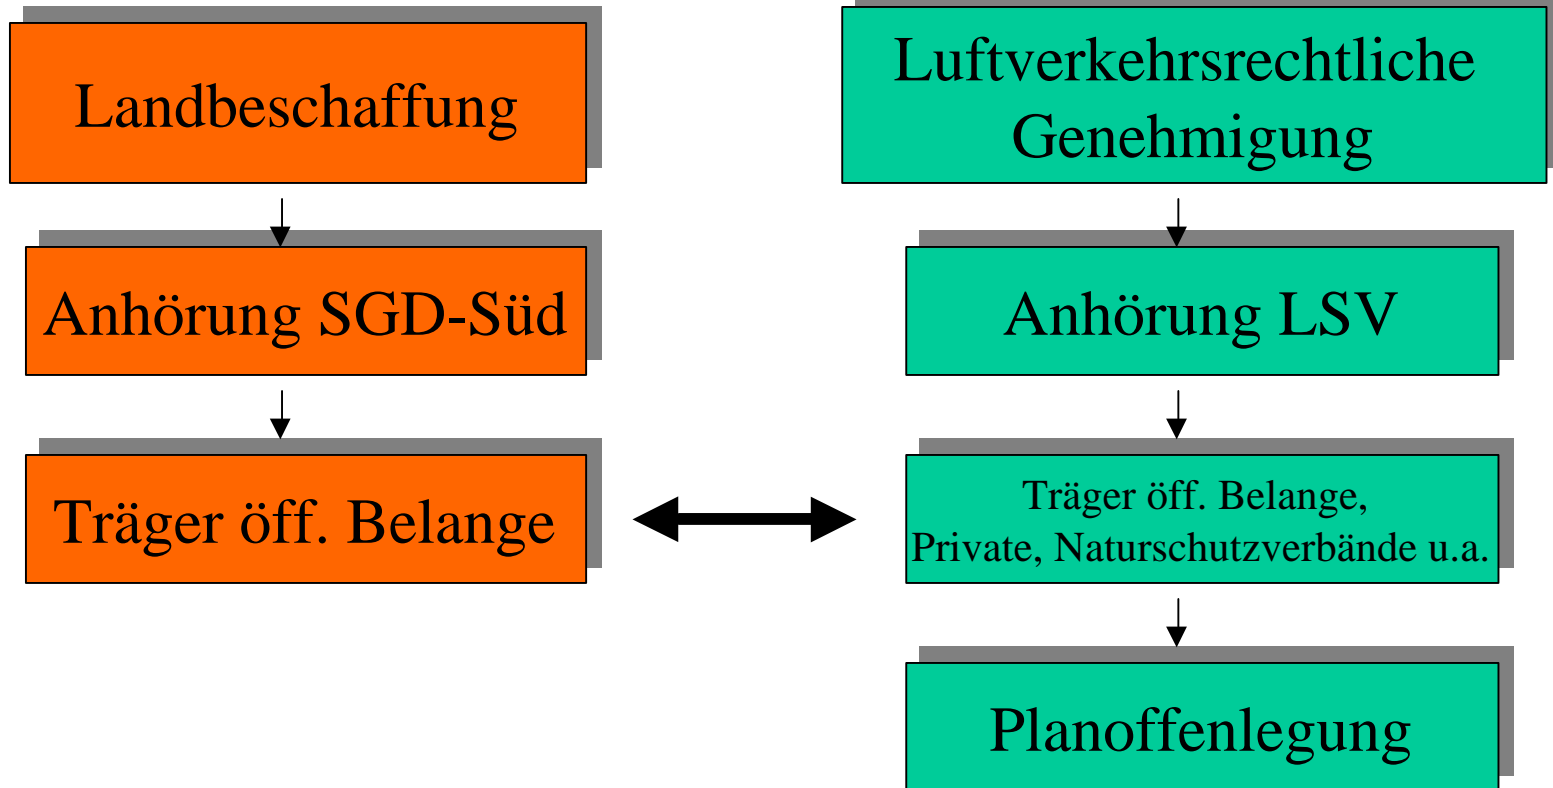 Landbeschaffung
Luftverkehrsrechtliche
Genehmigung
Anhörung SGD-Süd
Anhörung LSV
Träger öff. Belange
Träger öff. Belange,
Private, Naturschutzverbände u.a.
Planoffenlegung